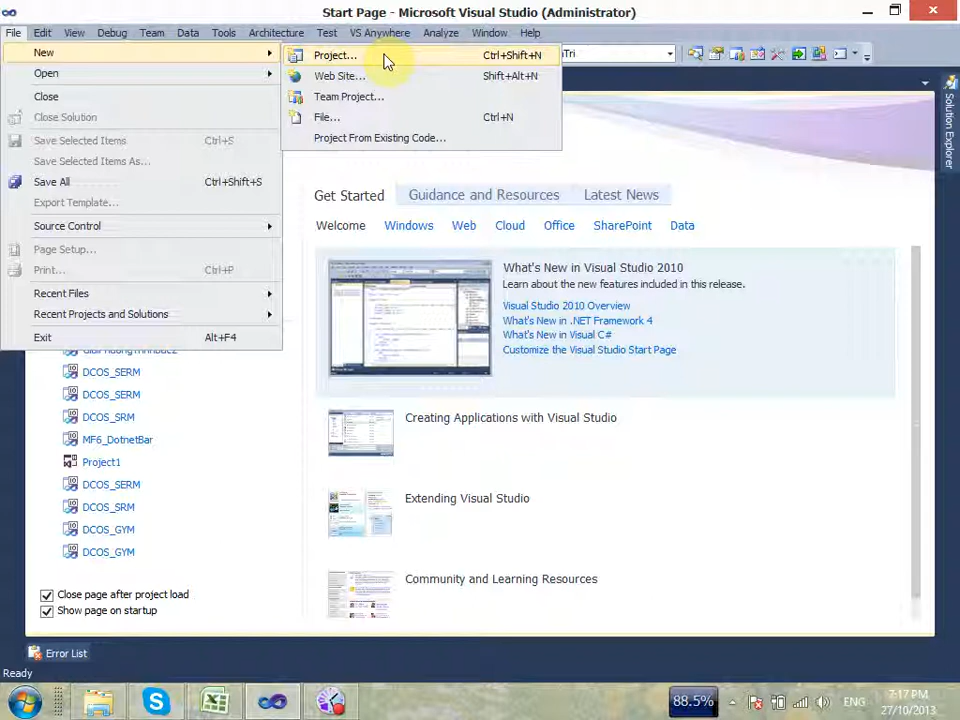 Start Page - Microsoft Visual Studio (Administrator)
File Edit View Debug Team Data Tools Architecture Test VS Anywhere Analyze Window Help
New
Project... Ctrl+Shift+N
Tri
Open
Web Site... Shift+Alt+N
Close
Team Project...
Close Solution
File... Ctrl+N
Save Selected Items Ctrl+S
Project From Existing Code...
Save Selected Items As...
Save All Ctrl+Shift+S
Export Template...
Source Control
Page Setup...
Print... Ctrl+P
Recent Files
Recent Projects and Solutions
Exit Alt+F4
Solution Explorer
Get Started Guidance and Resources Latest News
Welcome Windows Web Cloud Office SharePoint Data
What's New in Visual Studio 2010
Learn about the new features included in this release.
Visual Studio 2010 Overview
What's New in .NET Framework 4
What's New in Visual C#
Customize the Visual Studio Start Page
Creating Applications with Visual Studio
Extending Visual Studio
Community and Learning Resources
DCOS_SERM
DCOS_SERM
DCOS_SRM
MF6_DotnetBar
Project1
DCOS_SERM
DCOS_SRM
DCOS_GYM
DCOS_GYM
Close page after project load
Show page on startup
Error List
Ready
88.5%
ENG
7:17 PM
27/10/2013